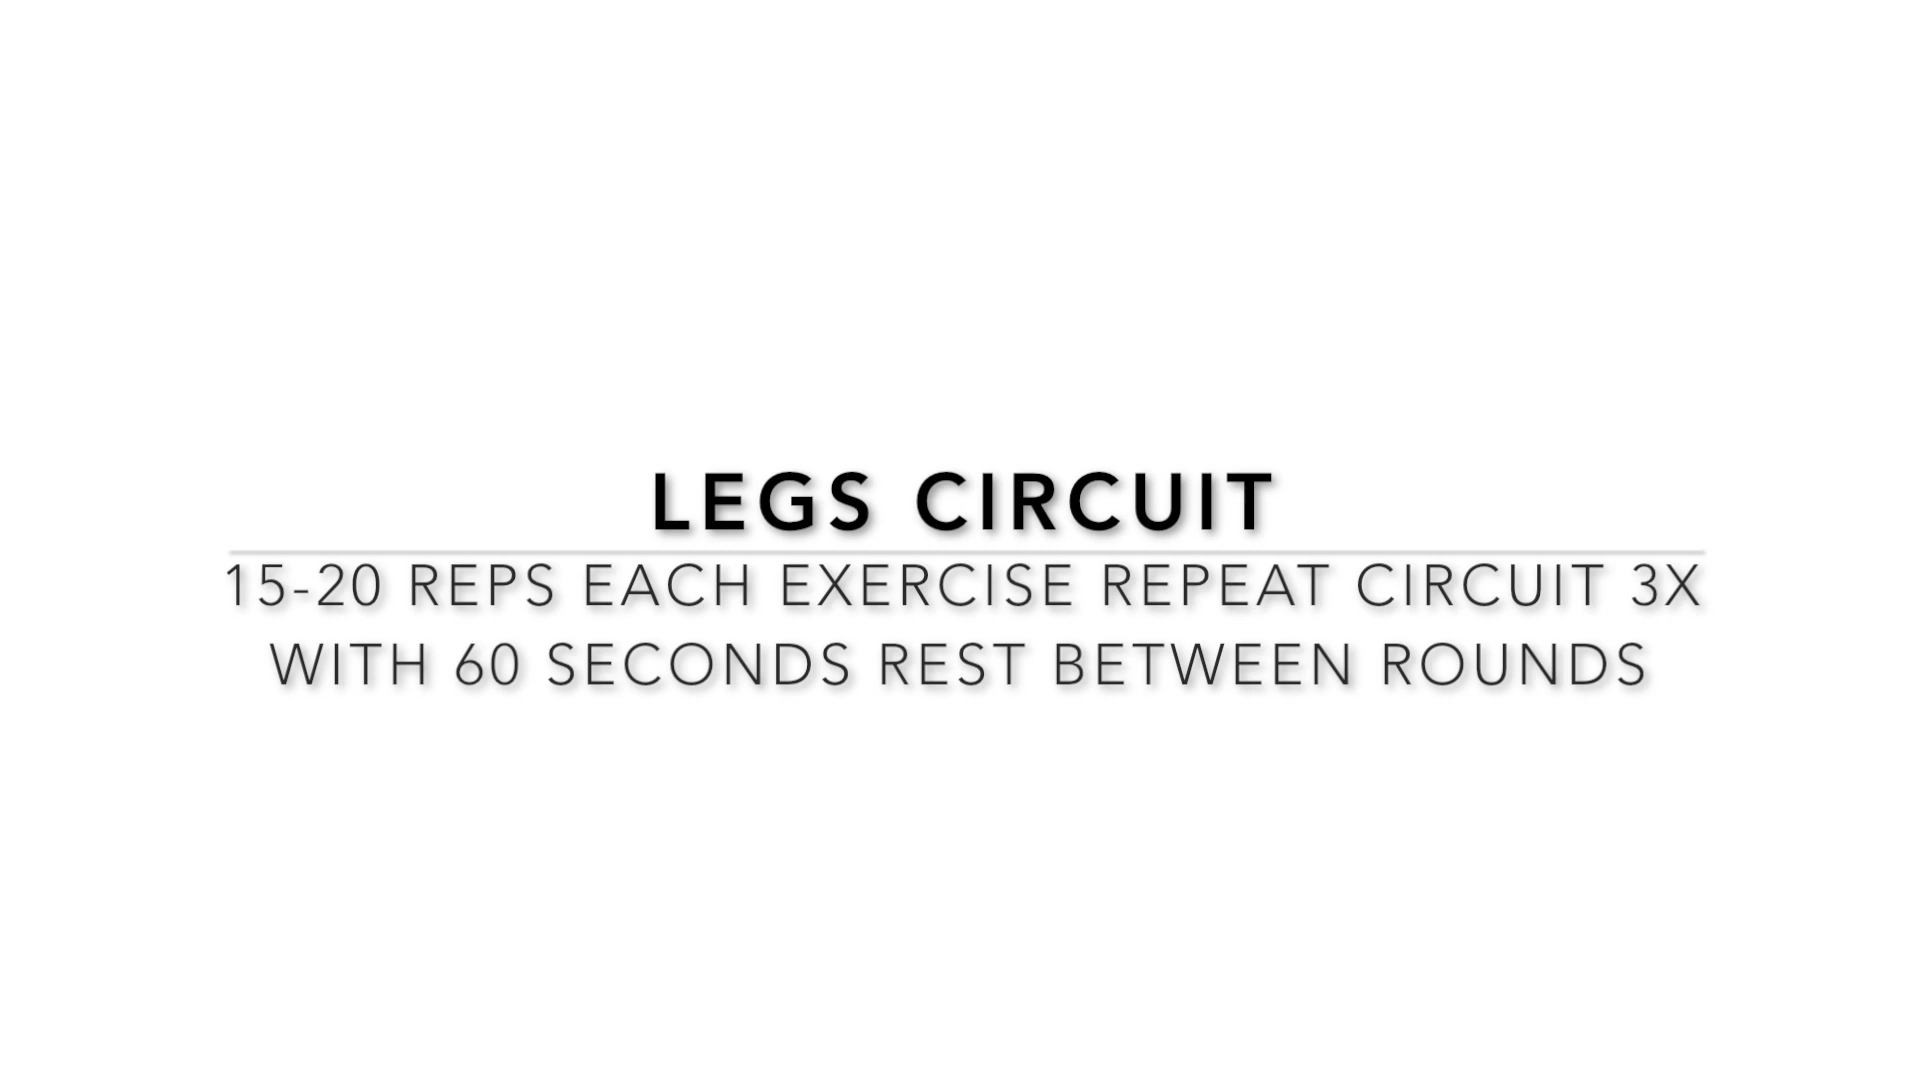 LEGS CIRCUIT
15-20 REPS EACH EXERCISE REPEAT CIRCUIT 3X
WITH 60 SECONDS REST BETWEEN ROUNDS